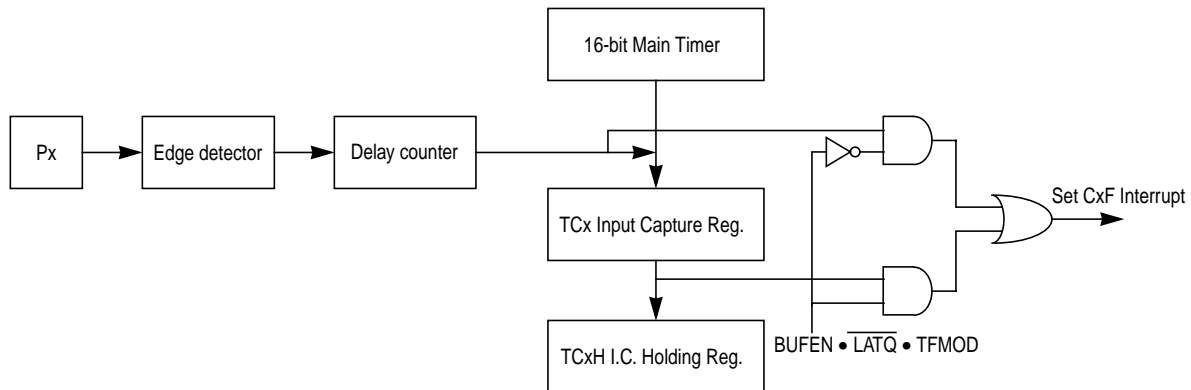 16-bit Main Timer
Px
Edge detector
Delay counter
TCx Input Capture Reg.
Set CxF Interrupt
TCxH I.C. Holding Reg.
BUFEN • LATQ • TFMOD